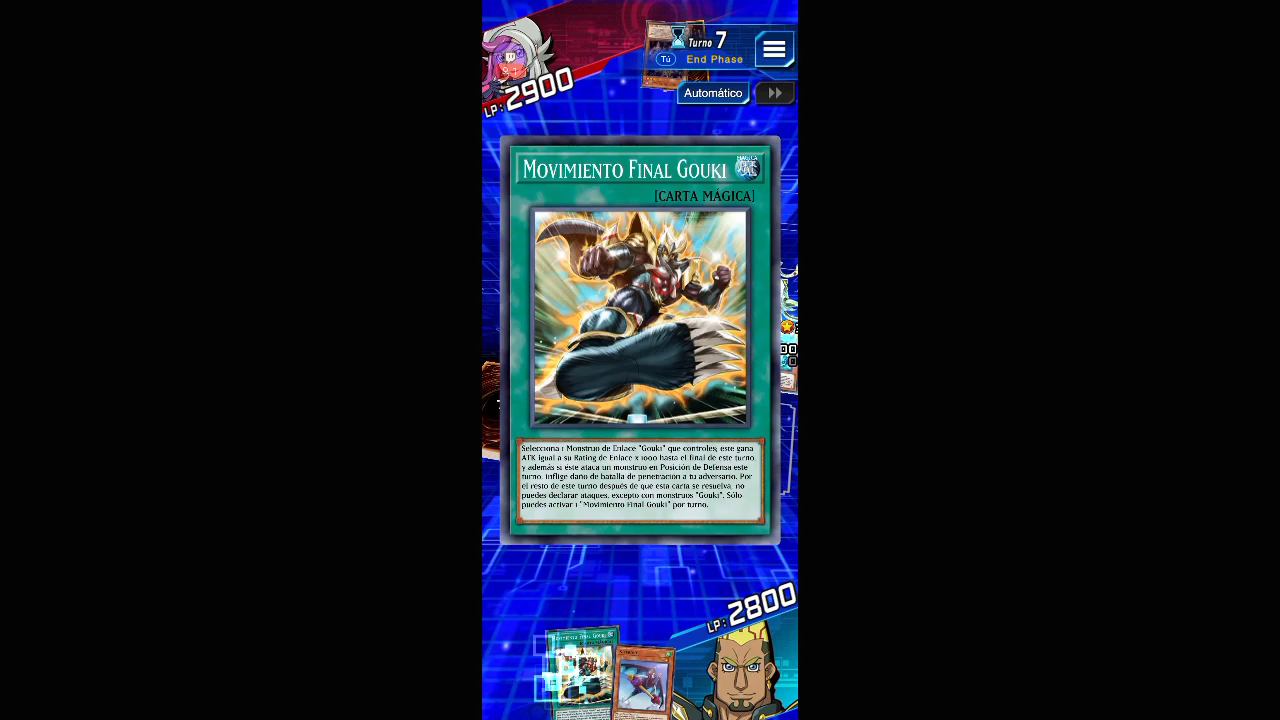 Turno 7
Tú End Phase
LP: 2900
Automático
MOVIMIENTO FINAL GOUKI
[CARTA MÁGICA]
Selecciona 1 Monstruo de Enlace "Gouki" que controles; este gana
ATK igual a su Rating de Enlace x 1000 hasta el final de este turno
y además si éste ataca un monstruo en Posición de Defensa este
turno, inflige daño de batalla de penetración a tu adversario. Por
el resto de este turno después de que esta carta se resuelva, no
puedes declarar ataques, excepto con monstruos "Gouki". Sólo
puedes activar 1 "Movimiento Final Gouki" por turno.
LP: 2800
MOVIMIENTO FINAL GOUKI